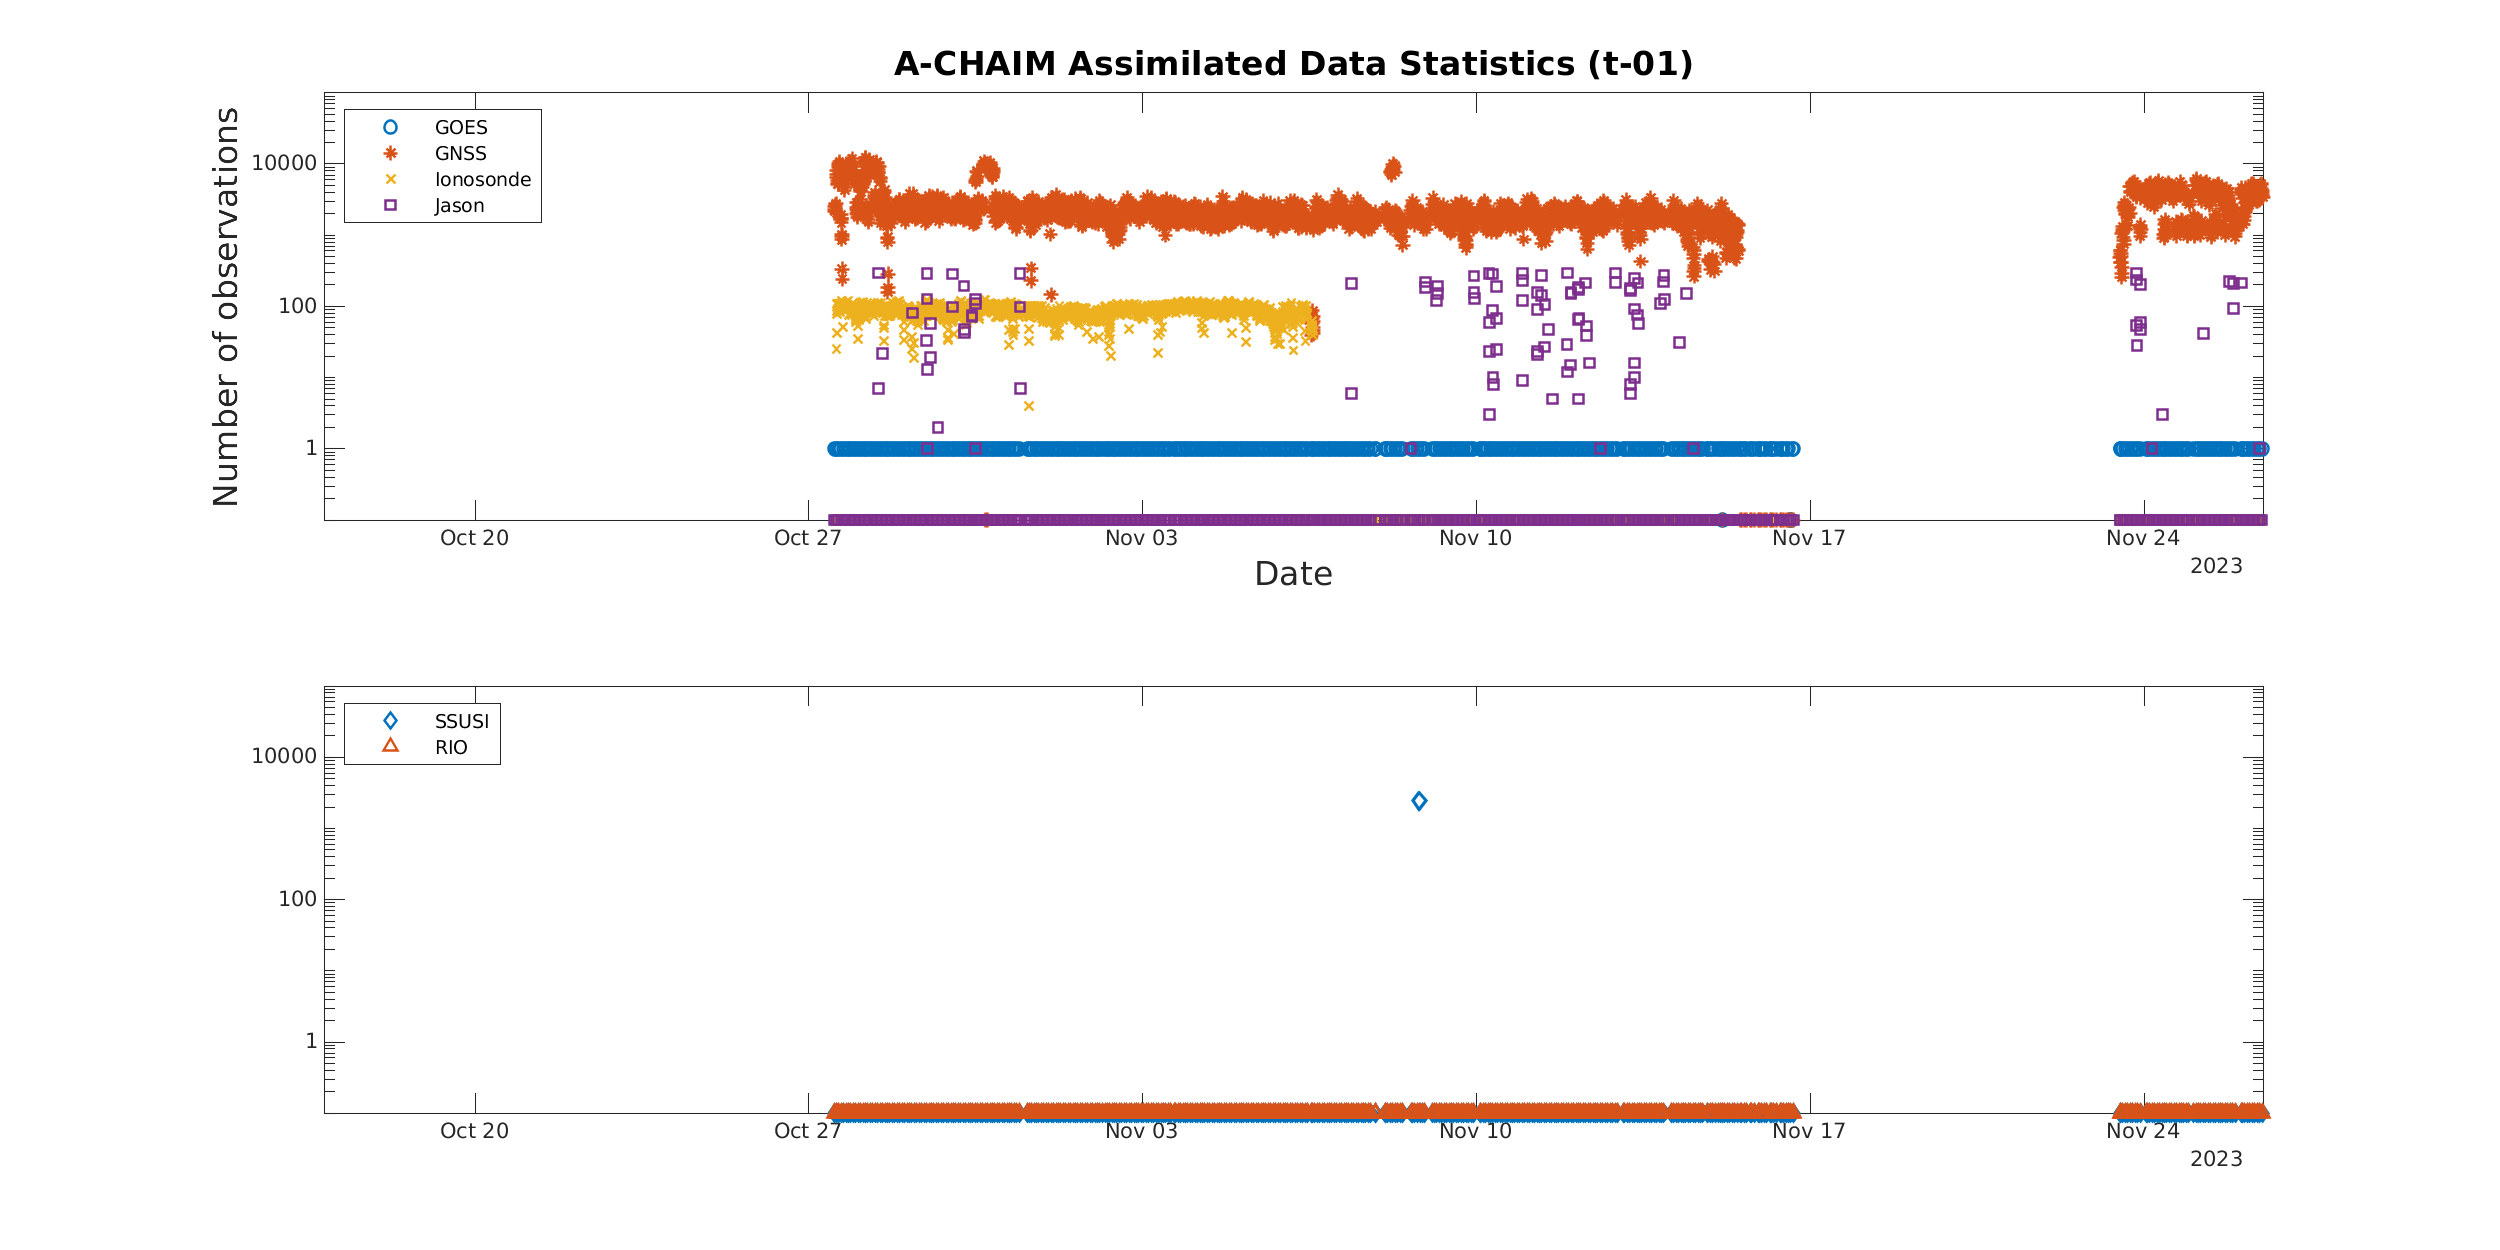 A-CHAIM Assimilated Data Statistics (t-01)
Number of observations
10000
100
1
GOES
GNSS
Ionosonde
Jason
Oct 20
Oct 27
Nov 03
Nov 10
Nov 17
Nov 24
2023
Date
10000
100
1
SSUSI
RIO
Oct 20
Oct 27
Nov 03
Nov 10
Nov 17
Nov 24
2023